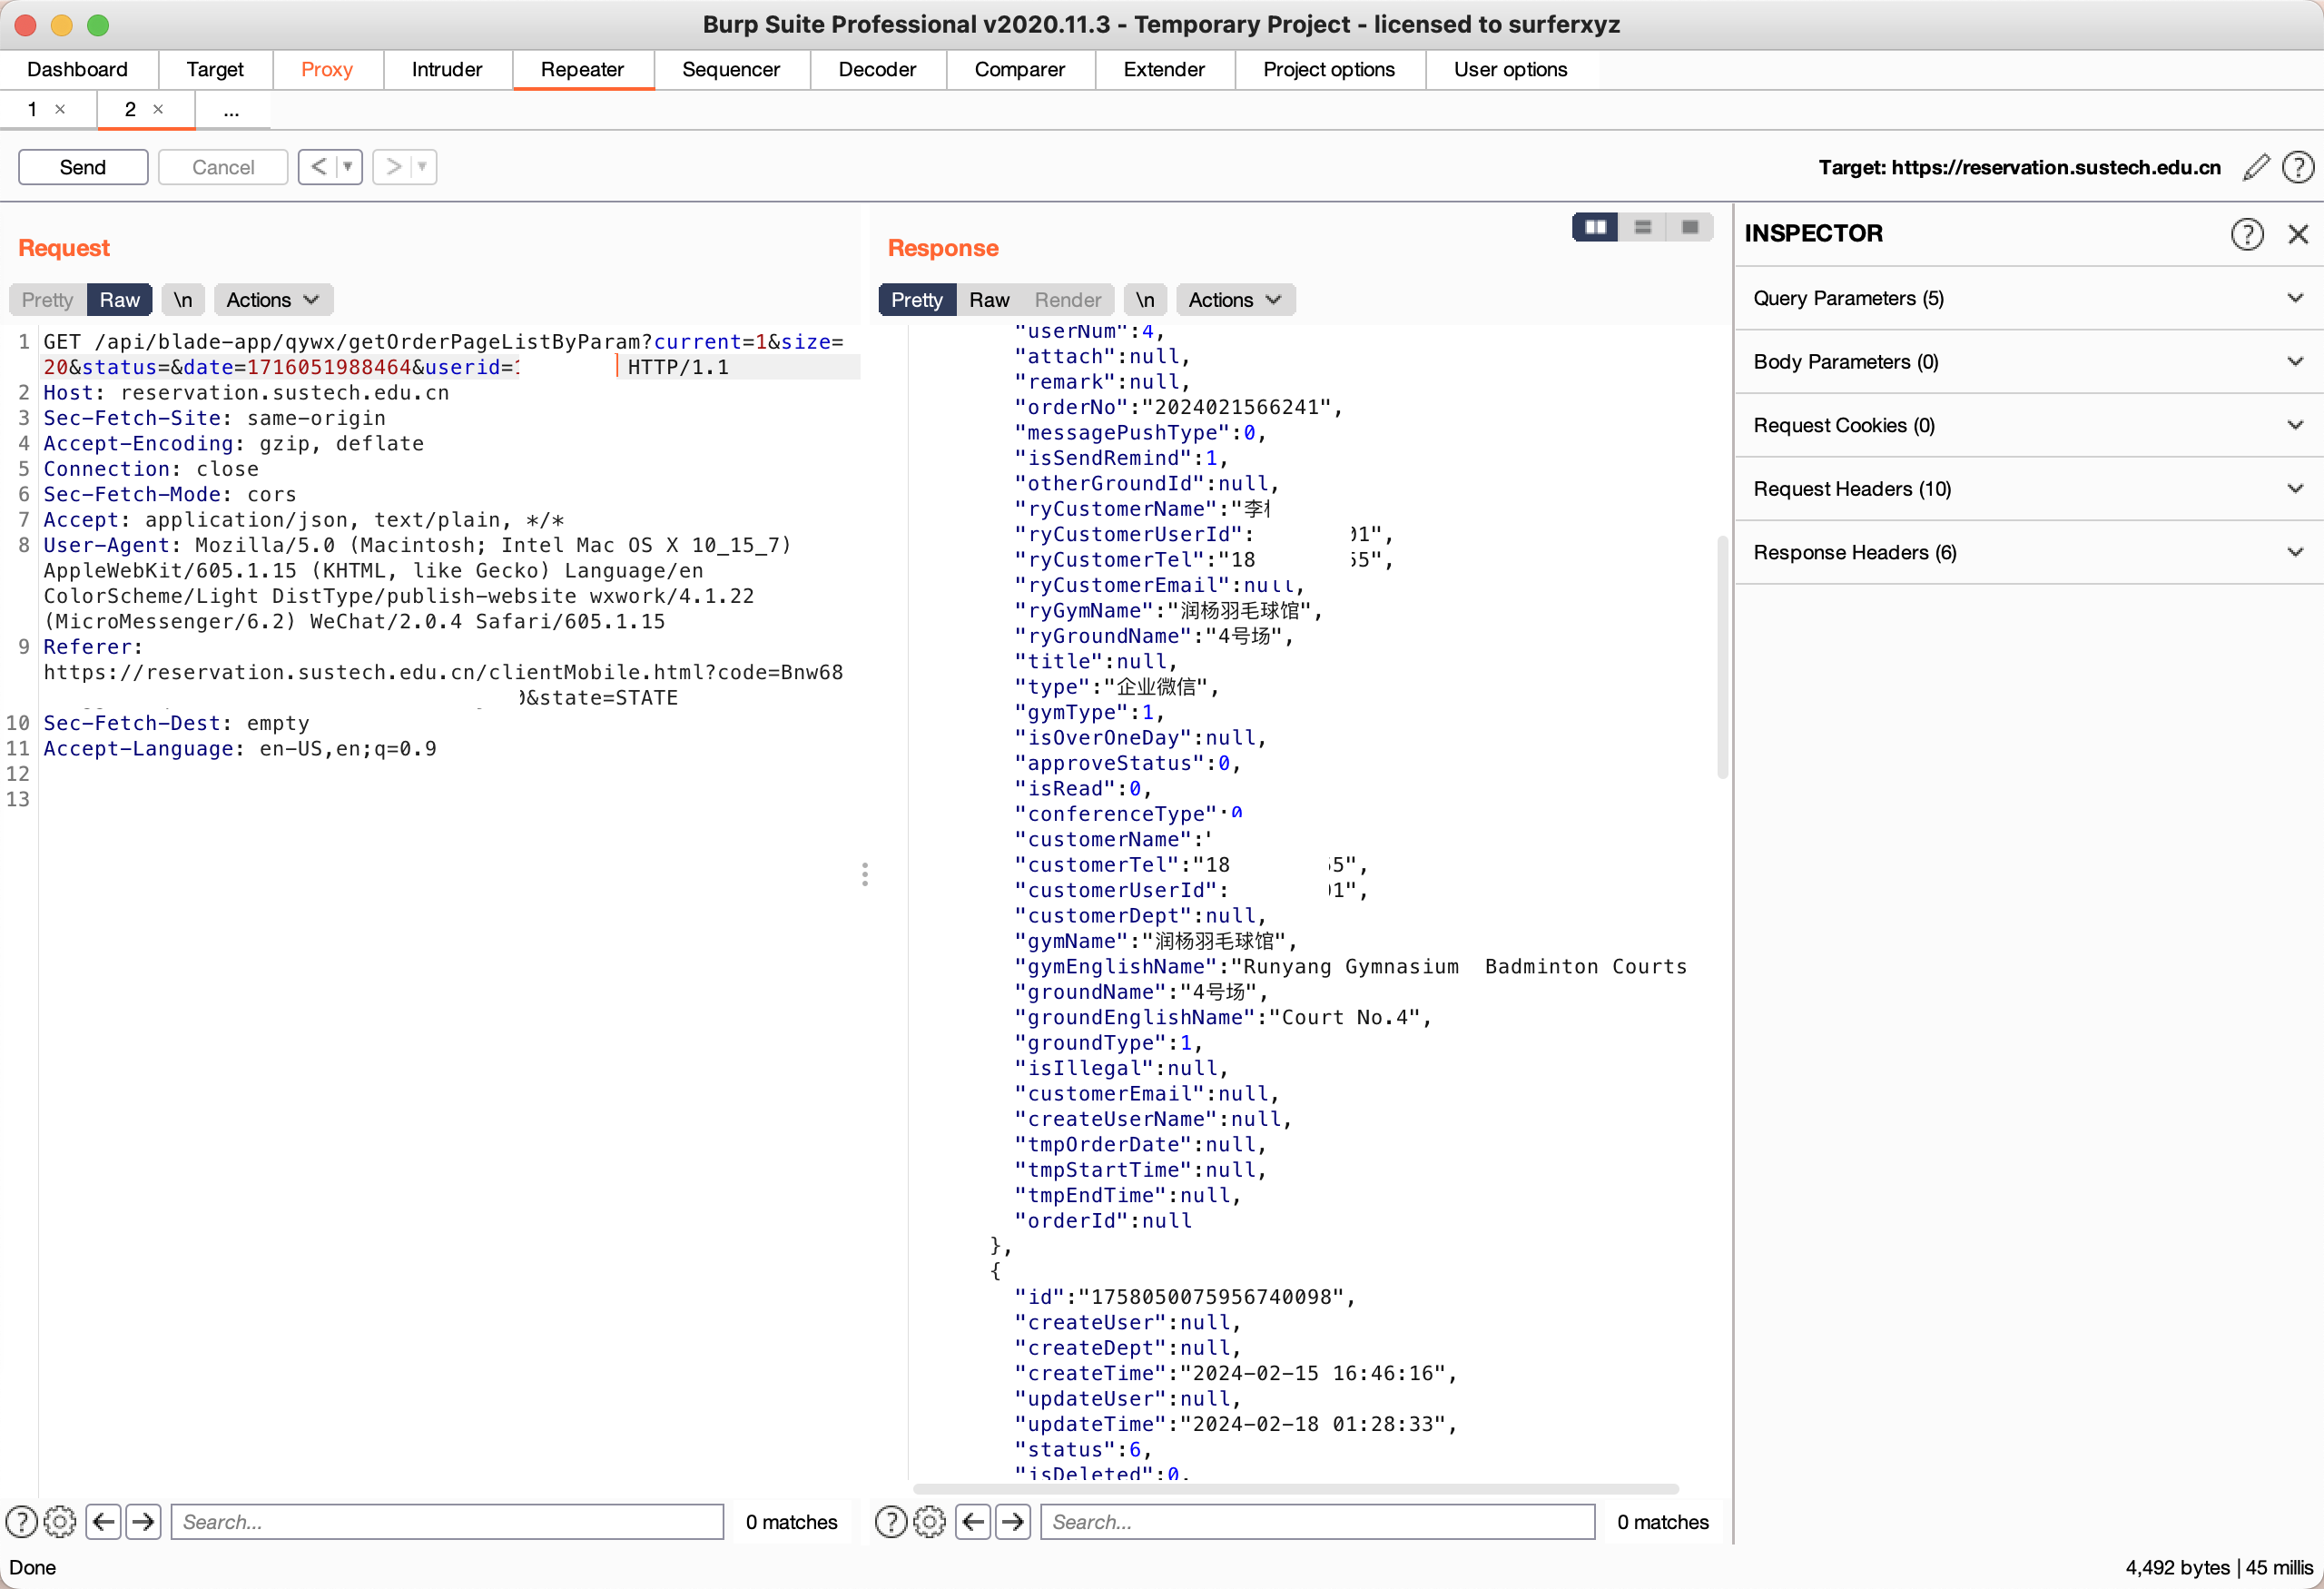 Burp Suite Professional v2020.11.3 - Temporary Project - licensed to surferxyz
Dashboard Target Proxy Intruder Repeater Sequencer Decoder Comparer Extender Project options User options
1 × 2 × ...
Send Cancel < > Target: https://reservation.sustech.edu.cn
Request
Pretty Raw \n Actions
1 GET /api/blade-app/qywx/getOrderPageListByParam?current=1&size=
20&status=&date=1716051988464&userid= HTTP/1.1
2 Host: reservation.sustech.edu.cn
3 Sec-Fetch-Site: same-origin
4 Accept-Encoding: gzip, deflate
5 Connection: close
6 Sec-Fetch-Mode: cors
7 Accept: application/json, text/plain, */*
8 User-Agent: Mozilla/5.0 (Macintosh; Intel Mac OS X 10_15_7)
AppleWebKit/605.1.15 (KHTML, like Gecko) Language/en
ColorScheme/Light DistType/publish-website wxwork/4.1.22
(MicroMessenger/6.2) WeChat/2.0.4 Safari/605.1.15
9 Referer:
https://reservation.sustech.edu.cn/clientMobile.html?code=Bnw68
&state=STATE
10 Sec-Fetch-Dest: empty
11 Accept-Language: en-US,en;q=0.9
12
13
Search... 0 matches
Response
Pretty Raw Render \n Actions
"userNum":4,
"attach":null,
"remark":null,
"orderNo":"2024021566241",
"messagePushType":0,
"isSendRemind":1,
"otherGroundId":null,
"ryCustomerName":"李
"ryCustomerUserId": 01",
"ryCustomerTel":"18 55",
"ryCustomerEmail":null,
"ryGymName":"润杨羽毛球馆",
"ryGroundName":"4号场",
"title":null,
"type":"企业微信",
"gymType":1,
"isOverOneDay":null,
"approveStatus":0,
"isRead":0,
"conferenceType":0
"customerName":
"customerTel":"18 5",
"customerUserId": 1",
"customerDept":null,
"gymName":"润杨羽毛球馆",
"gymEnglishName":"Runyang Gymnasium  Badminton Courts
"groundName":"4号场",
"groundEnglishName":"Court No.4",
"groundType":1,
"isIllegal":null,
"customerEmail":null,
"createUserName":null,
"tmpOrderDate":null,
"tmpStartTime":null,
"tmpEndTime":null,
"orderId":null
},
{
"id":"1758050075956740098",
"createUser":null,
"createDept":null,
"createTime":"2024-02-15 16:46:16",
"updateUser":null,
"updateTime":"2024-02-18 01:28:33",
"status":6,
"isDeleted":0,
Search... 0 matches
INSPECTOR
Query Parameters (5)
Body Parameters (0)
Request Cookies (0)
Request Headers (10)
Response Headers (6)
Done 4,492 bytes | 45 millis